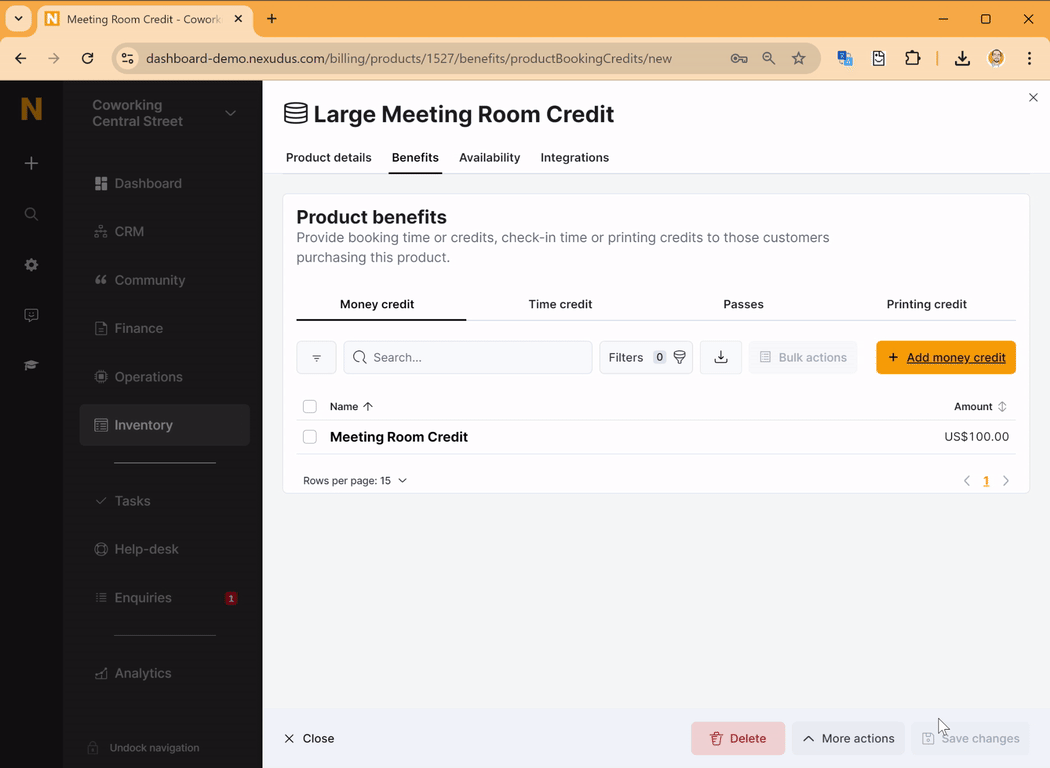 Meeting Room Credit - Cowork
dashboard-demo.nexudus.com/billing/products/1527/benefits/productBookingCredits/new
N
Coworking
Central Street
Dashboard
CRM
Community
Finance
Operations
Inventory
Tasks
Help-desk
Enquiries 1
Analytics
Undock navigation
Large Meeting Room Credit
Product details Benefits Availability Integrations
Product benefits
Provide booking time or credits, check-in time or printing credits to those customers
purchasing this product.
Money credit Time credit Passes Printing credit
Search... Filters 0 Bulk actions + Add money credit
Name Amount
Meeting Room Credit US$100.00
Rows per page: 15 1
Close Delete More actions Save changes